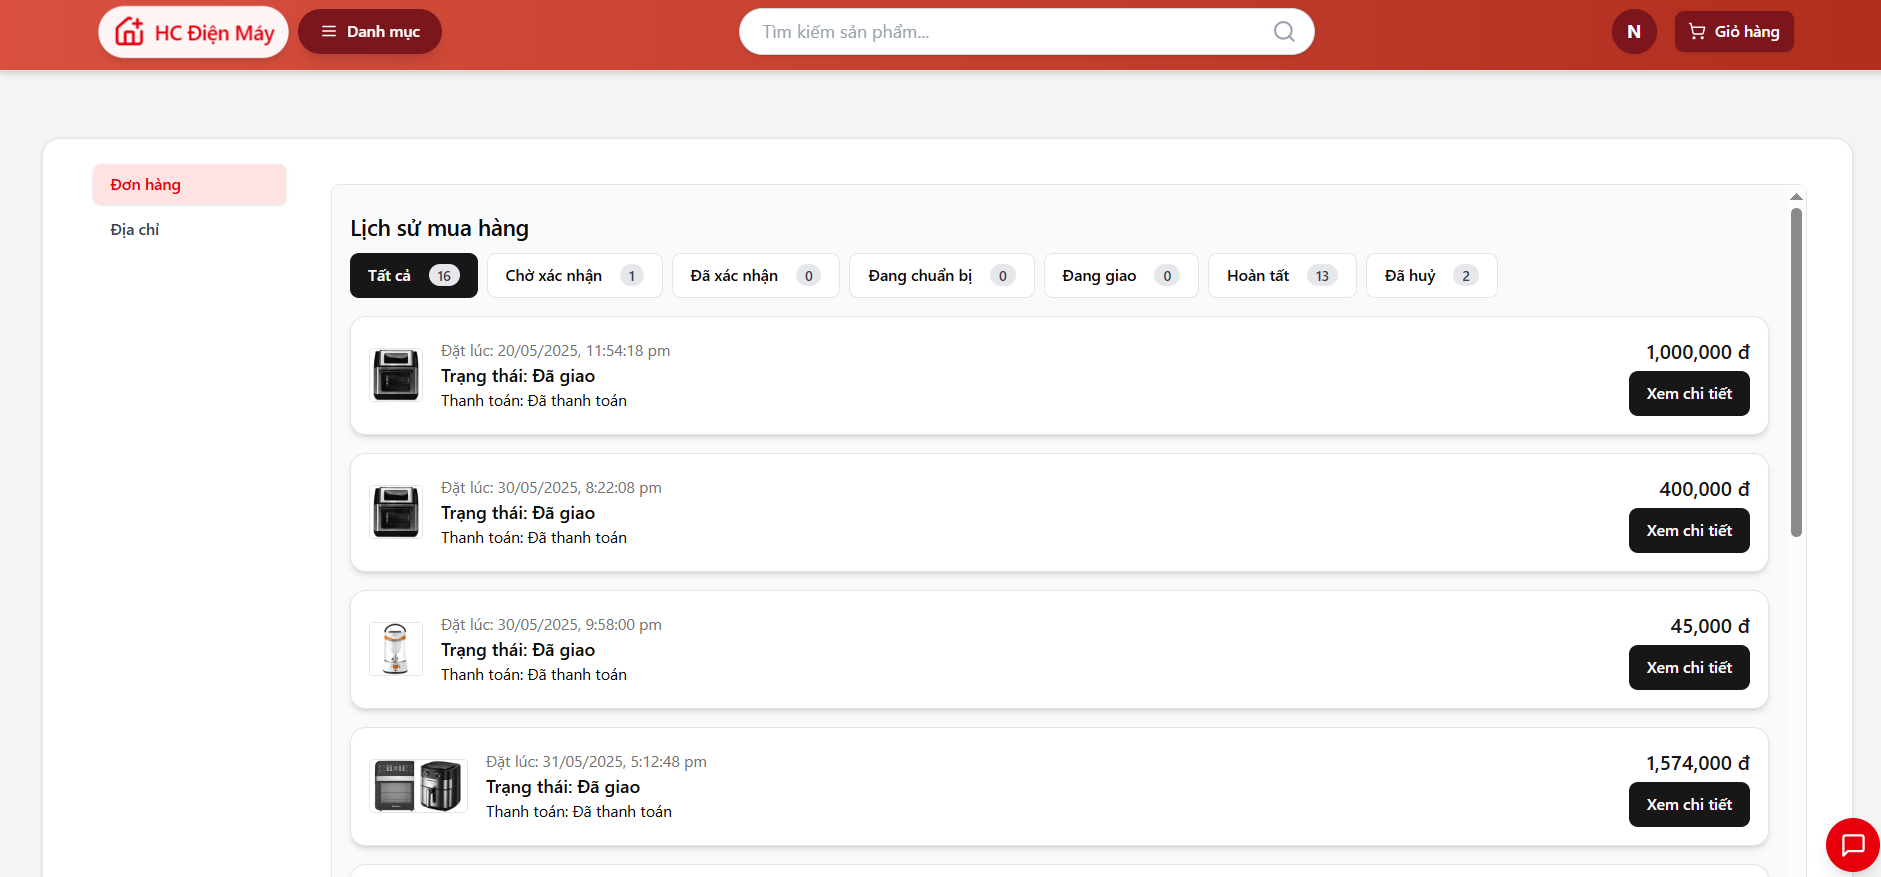 HC Điện Máy
Danh mục
Tìm kiếm sản phẩm...
N
Giỏ hàng
Đơn hàng
Địa chỉ
Lịch sử mua hàng
Tất cả 16
Chờ xác nhận 1
Đã xác nhận 0
Đang chuẩn bị 0
Đang giao 0
Hoàn tất 13
Đã huỷ 2
Đặt lúc: 20/05/2025, 11:54:18 pm
Trạng thái: Đã giao
Thanh toán: Đã thanh toán
1,000,000 đ
Xem chi tiết
Đặt lúc: 30/05/2025, 8:22:08 pm
Trạng thái: Đã giao
Thanh toán: Đã thanh toán
400,000 đ
Xem chi tiết
Đặt lúc: 30/05/2025, 9:58:00 pm
Trạng thái: Đã giao
Thanh toán: Đã thanh toán
45,000 đ
Xem chi tiết
Đặt lúc: 31/05/2025, 5:12:48 pm
Trạng thái: Đã giao
Thanh toán: Đã thanh toán
1,574,000 đ
Xem chi tiết